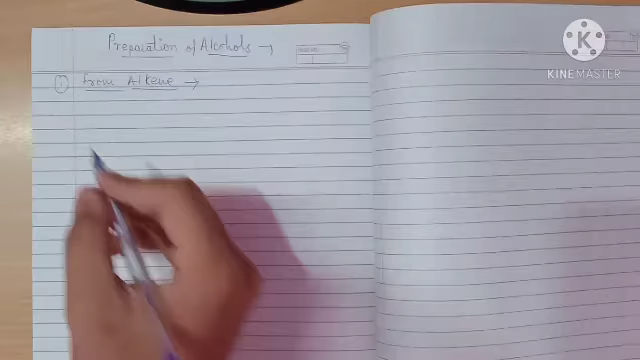 Preparation of Alcohols →
① From Alkene →
K
KINEMASTER